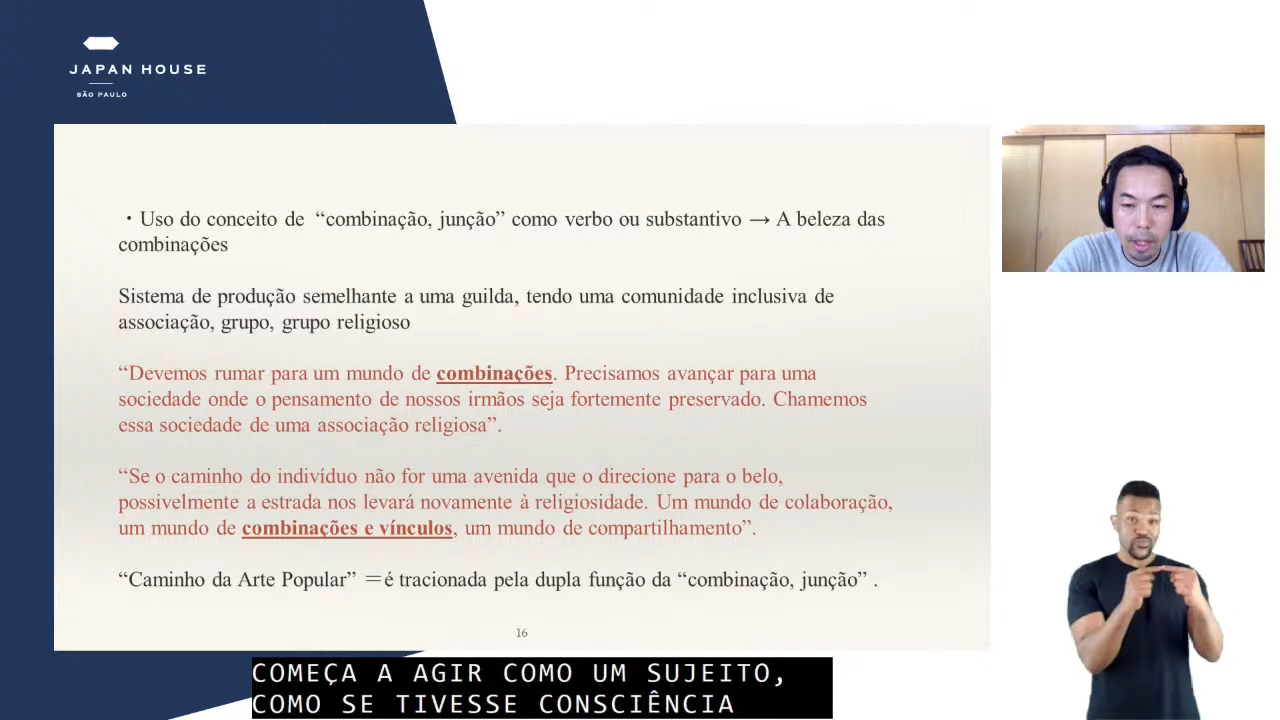 JAPAN HOUSE
SÃO PAULO
・Uso do conceito de “combinação, junção” como verbo ou substantivo → A beleza das
combinações
Sistema de produção semelhante a uma guilda, tendo uma comunidade inclusiva de
associação, grupo, grupo religioso
“Devemos rumar para um mundo de combinações. Precisamos avançar para uma
sociedade onde o pensamento de nossos irmãos seja fortemente preservado. Chamemos
essa sociedade de uma associação religiosa”.
“Se o caminho do indivíduo não for uma avenida que o direcione para o belo,
possivelmente a estrada nos levará novamente à religiosidade. Um mundo de colaboração,
um mundo de combinações e vínculos, um mundo de compartilhamento”.
“Caminho da Arte Popular” ＝é tracionada pela dupla função da “combinação, junção” .
16
COMEÇA A AGIR COMO UM SUJEITO,
COMO SE TIVESSE CONSCIÊNCIA